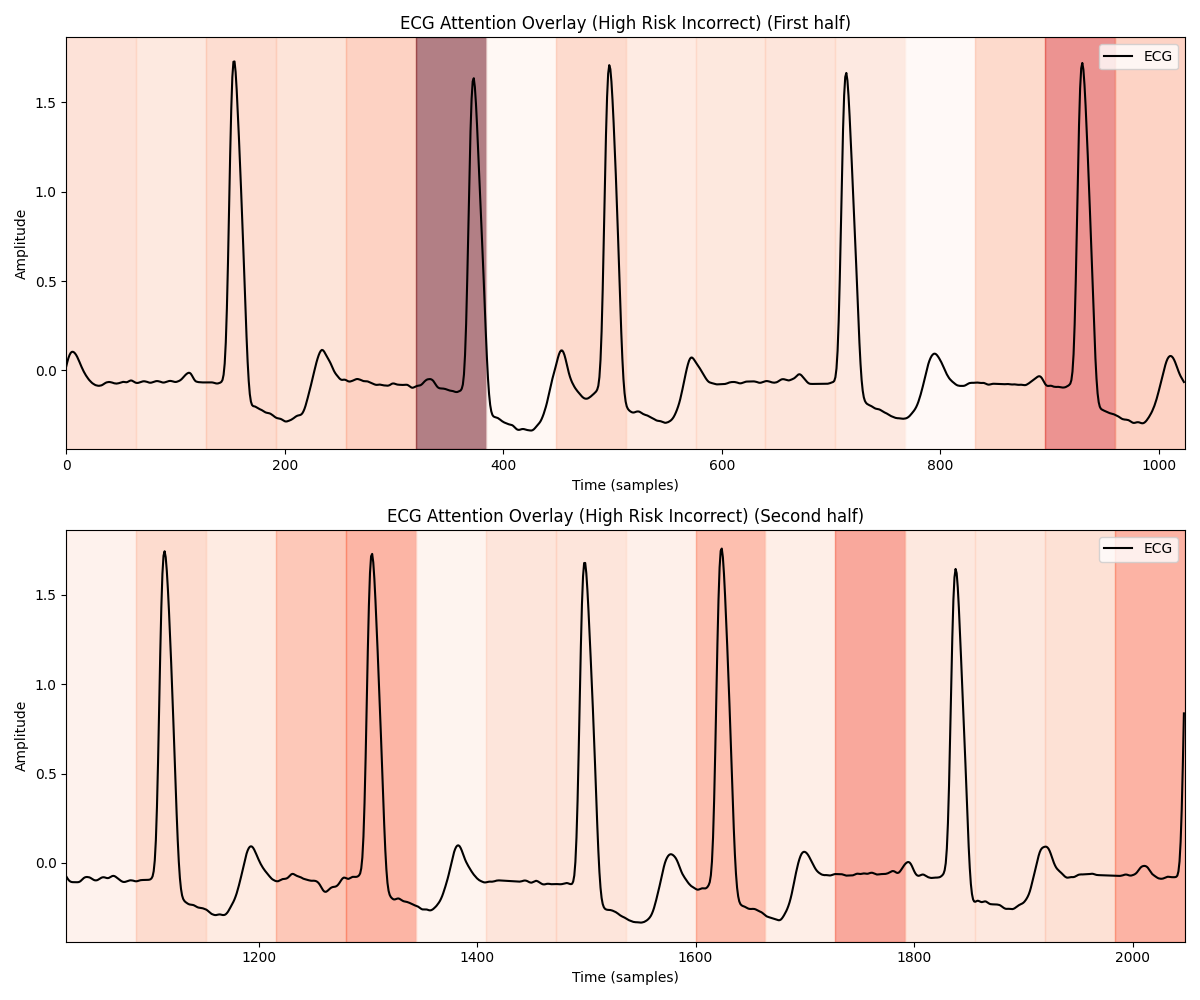 ECG Attention Overlay (High Risk Incorrect) (First half)
ECG
Amplitude
1.5
1.0
0.5
0.0
0 200 400 600 800 1000
Time (samples)
ECG Attention Overlay (High Risk Incorrect) (Second half)
ECG
Amplitude
1.5
1.0
0.5
0.0
1200 1400 1600 1800 2000
Time (samples)